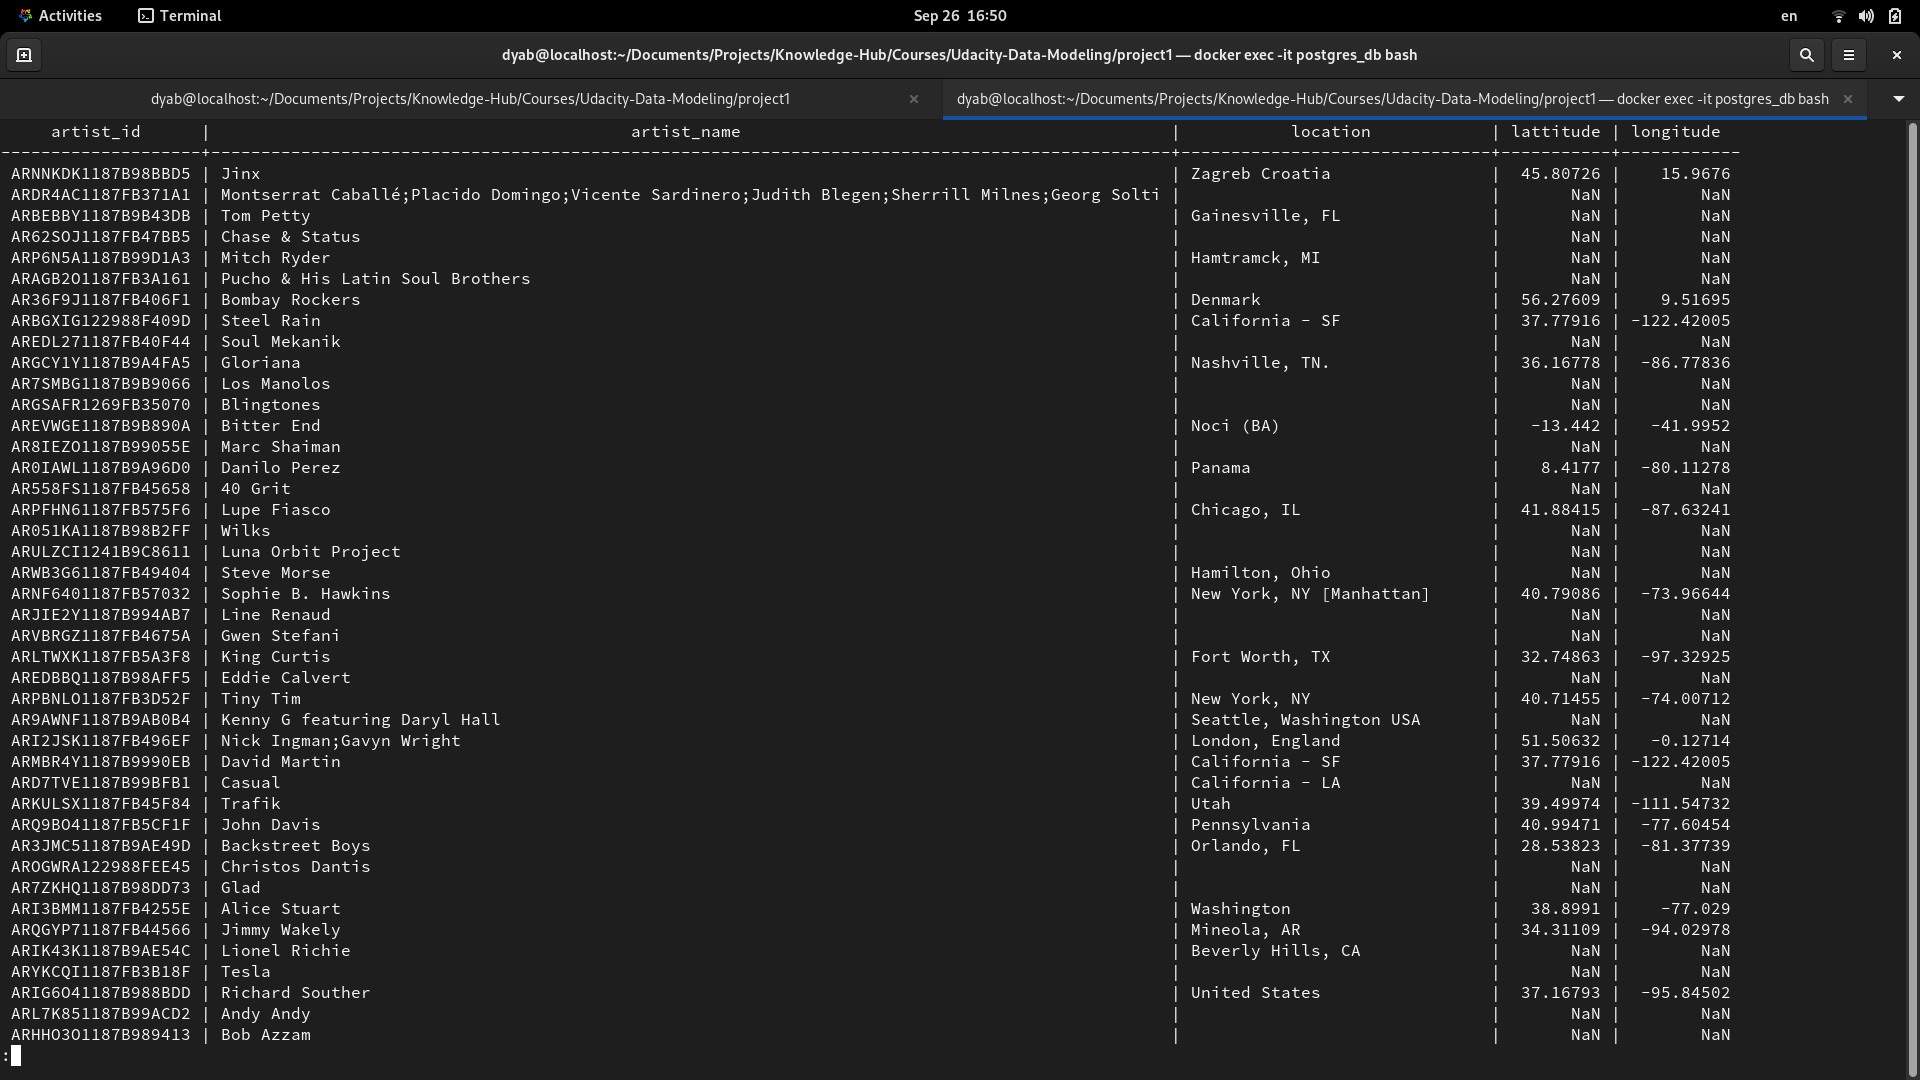 Activities Terminal Sep 26 16:50 en
dyab@localhost:~/Documents/Projects/Knowledge-Hub/Courses/Udacity-Data-Modeling/project1 — docker exec -it postgres_db bash
dyab@localhost:~/Documents/Projects/Knowledge-Hub/Courses/Udacity-Data-Modeling/project1 dyab@localhost:~/Documents/Projects/Knowledge-Hub/Courses/Udacity-Data-Modeling/project1 — docker exec -it postgres_db bash
artist_id | artist_name | location | lattitude | longitude
--------------------+------------------------------------------------------------------------------------------------+-------------------------------+-----------+------------
ARNNKDK1187B98BBD5 | Jinx | Zagreb Croatia | 45.80726 | 15.9676
ARDR4AC1187FB371A1 | Montserrat Caballé;Placido Domingo;Vicente Sardinero;Judith Blegen;Sherrill Milnes;Georg Solti | | NaN | NaN
ARBEBBY1187B9B43DB | Tom Petty | Gainesville, FL | NaN | NaN
AR62SOJ1187FB47BB5 | Chase & Status | | NaN | NaN
ARP6N5A1187B99D1A3 | Mitch Ryder | Hamtramck, MI | NaN | NaN
ARAGB2O1187FB3A161 | Pucho & His Latin Soul Brothers | | NaN | NaN
AR36F9J1187FB406F1 | Bombay Rockers | Denmark | 56.27609 | 9.51695
ARBGXIG122988F409D | Steel Rain | California - SF | 37.77916 | -122.42005
AREDL271187FB40F44 | Soul Mekanik | | NaN | NaN
ARGCY1Y1187B9A4FA5 | Gloriana | Nashville, TN. | 36.16778 | -86.77836
AR7SMBG1187B9B9066 | Los Manolos | | NaN | NaN
ARGSAFR1269FB35070 | Blingtones | | NaN | NaN
AREVWGE1187B9B890A | Bitter End | Noci (BA) | -13.442 | -41.9952
AR8IEZO1187B99055E | Marc Shaiman | | NaN | NaN
AR0IAWL1187B9A96D0 | Danilo Perez | Panama | 8.4177 | -80.11278
AR558FS1187FB45658 | 40 Grit | | NaN | NaN
ARPFHN61187FB575F6 | Lupe Fiasco | Chicago, IL | 41.88415 | -87.63241
AR051KA1187B98B2FF | Wilks | | NaN | NaN
ARULZCI1241B9C8611 | Luna Orbit Project | | NaN | NaN
ARWB3G61187FB49404 | Steve Morse | Hamilton, Ohio | NaN | NaN
ARNF6401187FB57032 | Sophie B. Hawkins | New York, NY [Manhattan] | 40.79086 | -73.96644
ARJIE2Y1187B994AB7 | Line Renaud | | NaN | NaN
ARVBRGZ1187FB4675A | Gwen Stefani | | NaN | NaN
ARLTWXK1187FB5A3F8 | King Curtis | Fort Worth, TX | 32.74863 | -97.32925
AREDBBQ1187B98AFF5 | Eddie Calvert | | NaN | NaN
ARPBNLO1187FB3D52F | Tiny Tim | New York, NY | 40.71455 | -74.00712
AR9AWNF1187B9AB0B4 | Kenny G featuring Daryl Hall | Seattle, Washington USA | NaN | NaN
ARI2JSK1187FB496EF | Nick Ingman;Gavyn Wright | London, England | 51.50632 | -0.12714
ARMBR4Y1187B9990EB | David Martin | California - SF | 37.77916 | -122.42005
ARD7TVE1187B99BFB1 | Casual | California - LA | NaN | NaN
ARKULSX1187FB45F84 | Trafik | Utah | 39.49974 | -111.54732
ARQ9BO41187FB5CF1F | John Davis | Pennsylvania | 40.99471 | -77.60454
AR3JMC51187B9AE49D | Backstreet Boys | Orlando, FL | 28.53823 | -81.37739
AROGWRA122988FEE45 | Christos Dantis | | NaN | NaN
AR7ZKHQ1187B98DD73 | Glad | | NaN | NaN
ARI3BMM1187FB4255E | Alice Stuart | Washington | 38.8991 | -77.029
ARQGYP71187FB44566 | Jimmy Wakely | Mineola, AR | 34.31109 | -94.02978
ARIK43K1187B9AE54C | Lionel Richie | Beverly Hills, CA | NaN | NaN
ARYKCQI1187FB3B18F | Tesla | | NaN | NaN
ARIG6O41187B988BDD | Richard Souther | United States | 37.16793 | -95.84502
ARL7K851187B99ACD2 | Andy Andy | | NaN | NaN
ARHHO3O1187B989413 | Bob Azzam | | NaN | NaN
: